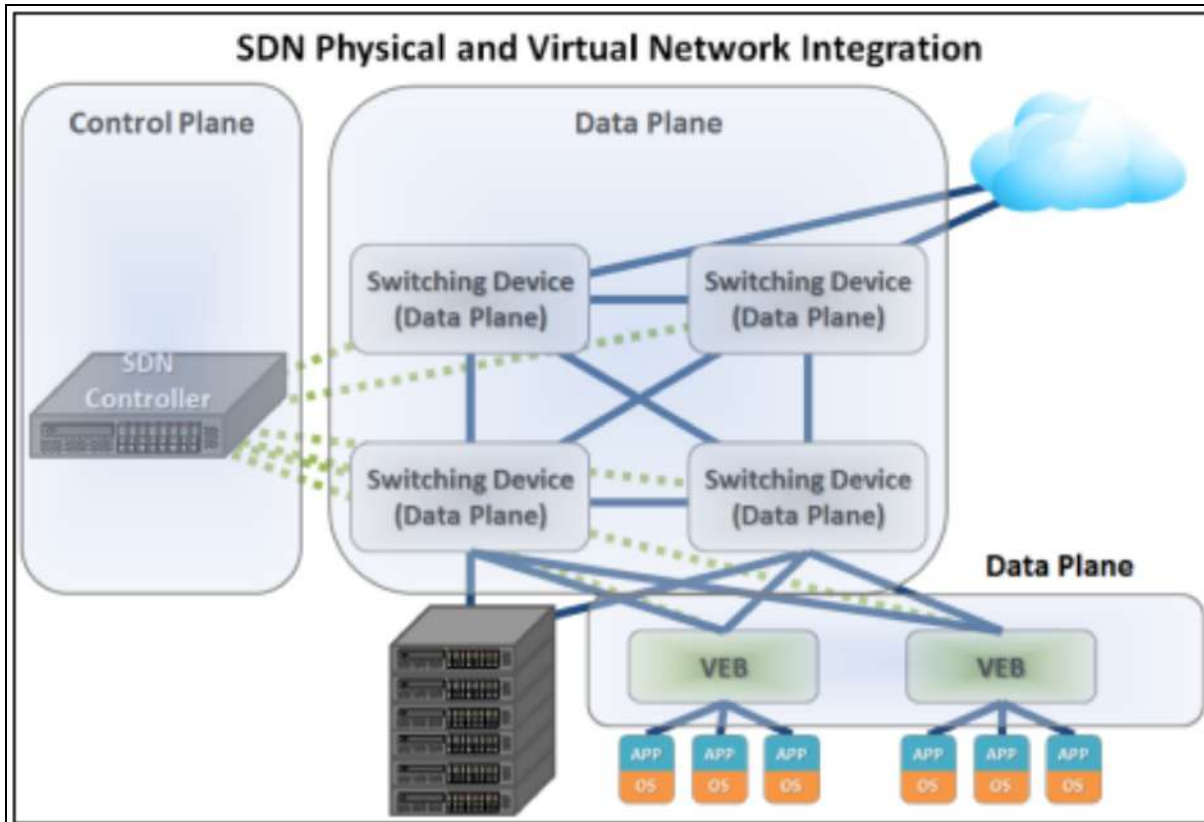 SDN Physical and Virtual Network Integration
Control Plane
Data Plane
Switching Device
(Data Plane)
Switching Device
(Data Plane)
SDN
Controller
Switching Device
(Data Plane)
Switching Device
(Data Plane)
Data Plane
VEB
VEB
APP
APP
APP
APP
APP
APP
OS
OS
OS
OS
OS
OS